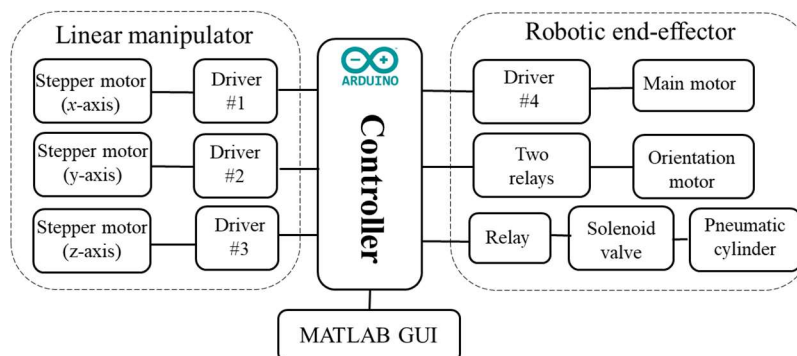 Linear manipulator
Stepper motor
(x-axis)
Driver
#1
Stepper motor
(y-axis)
Driver
#2
Stepper motor
(z-axis)
Driver
#3
ARDUINO
Controller
MATLAB GUI
Robotic end-effector
Driver
#4
Main motor
Two
relays
Orientation
motor
Relay
Solenoid
valve
Pneumatic
cylinder